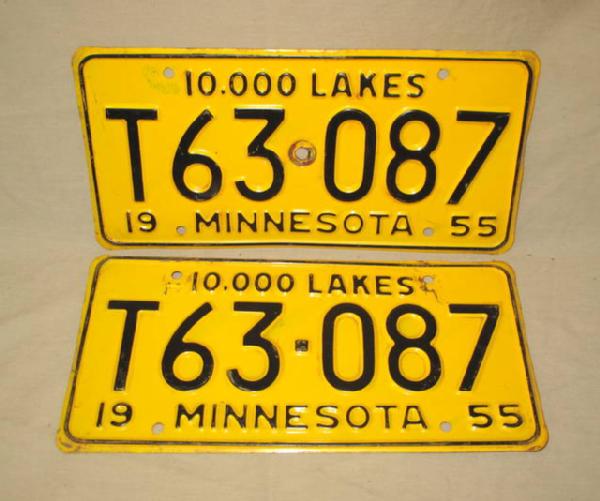 10.000 LAKES
T63 087
19 MINNESOTA 55
10.000 LAKES
T63·087
19 MINNESOTA 55